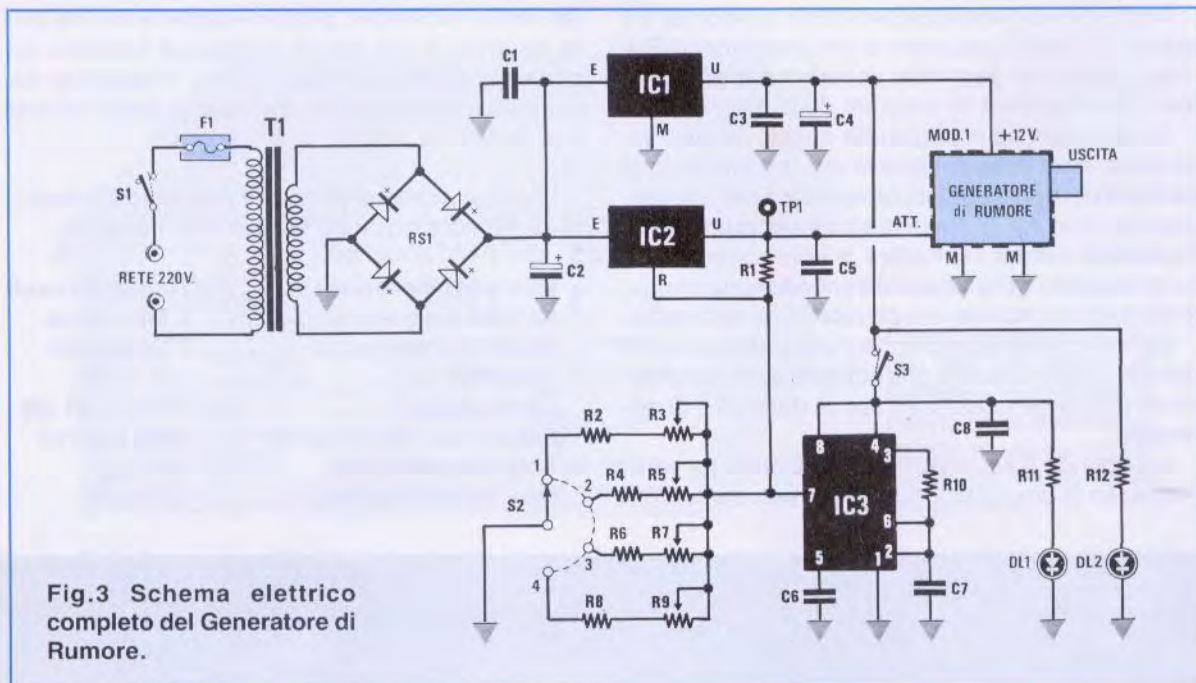 C1
E
IC1
U
M
C3
C4
F1
T1
S1
RETE 220V.
RS1
C2
E
IC2
U
R
TP1
R1
C5
MOD.1
+12V.
USCITA
GENERATORE
di RUMORE
ATT.
M
M
S3
R2
R3
1
2
R4
R5
S2
R6
R7
3
4
R8
R9
8
4
3
7
IC3
6
5
1
2
R10
C6
C7
C8
R11
R12
DL1
DL2
Fig.3 Schema elettrico
completo del Generatore di
Rumore.